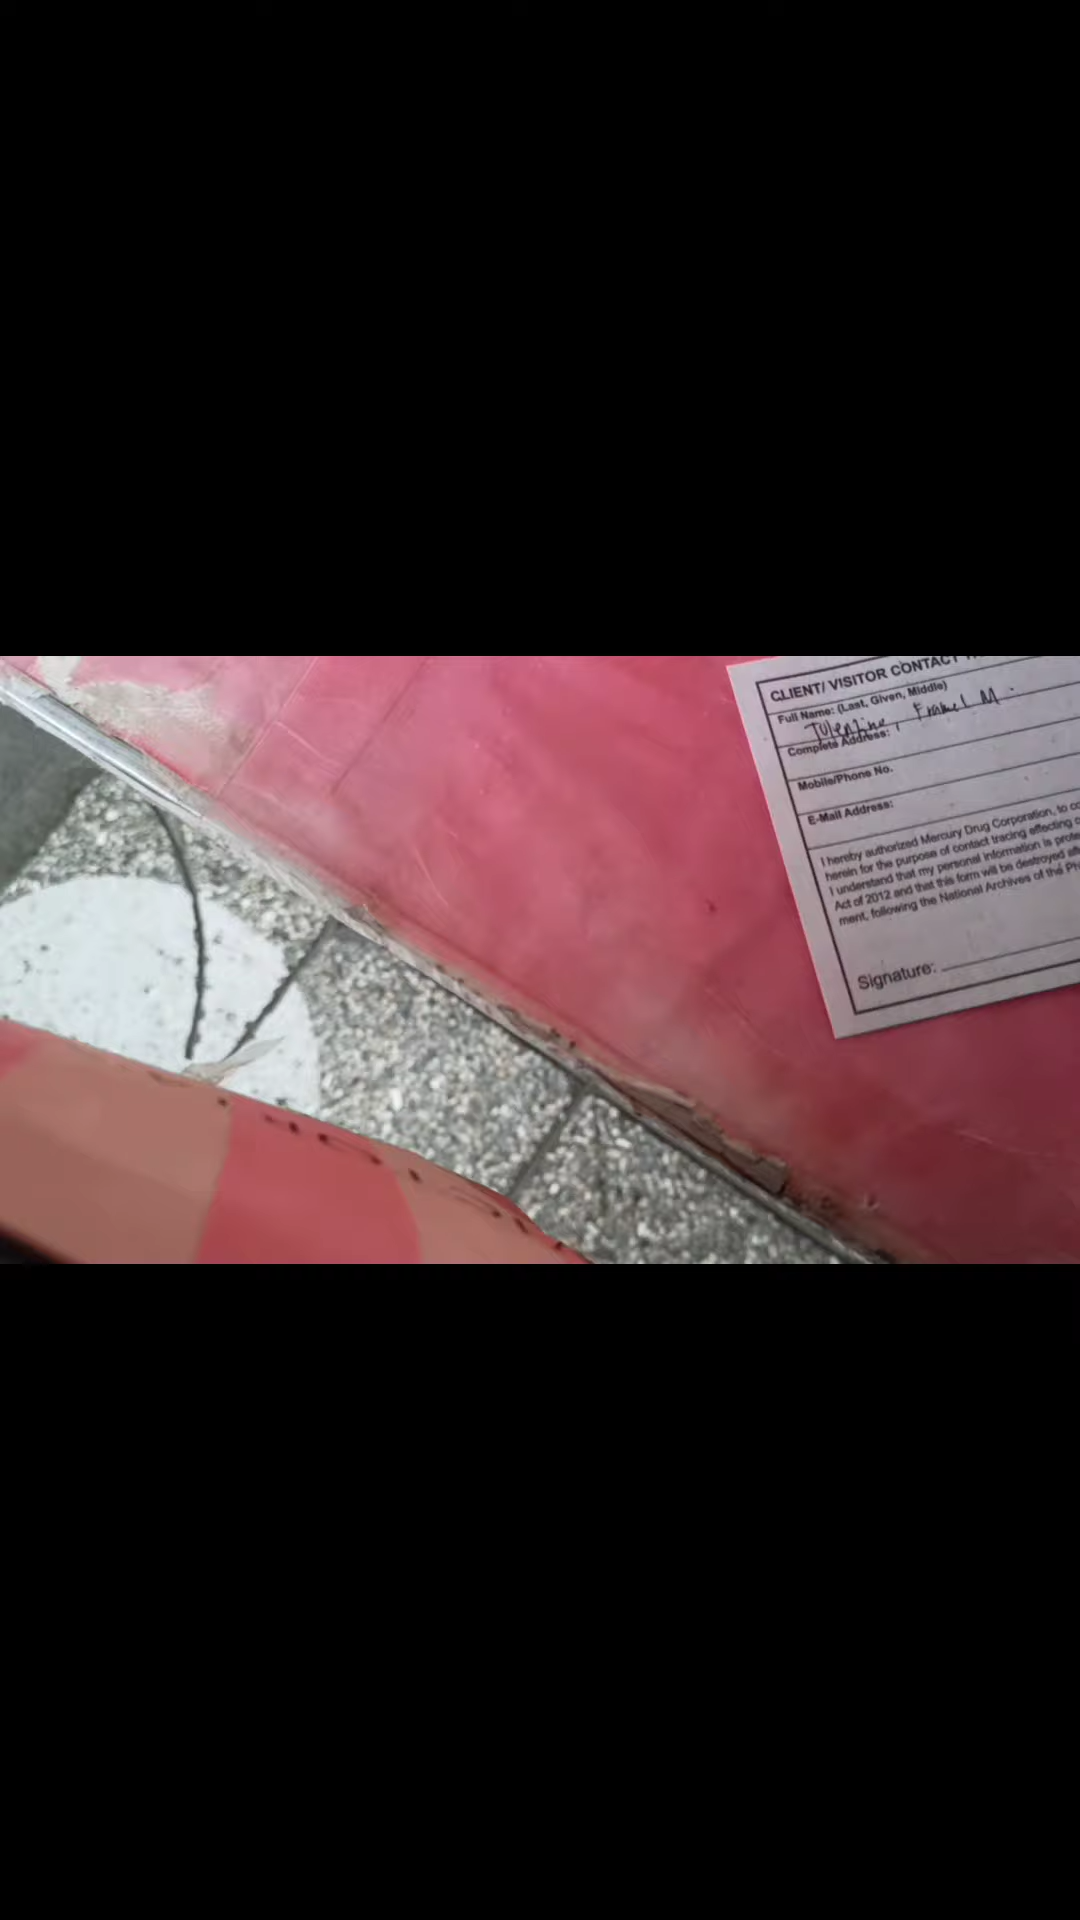 CLIENT/ VISITOR CONTACT
Full Name: (Last, Given, Middle)
Tolentino, Framel M.
Complete Address:
Mobile/Phone No.
E-Mail Address:
I hereby authorized Mercury Drug Corporation, to
herein for the purpose of contact tracing effecting
I understand that my personal information is
Act of 2012 and that this form will be destroyed
ment, following the National Archives of the
Signature: